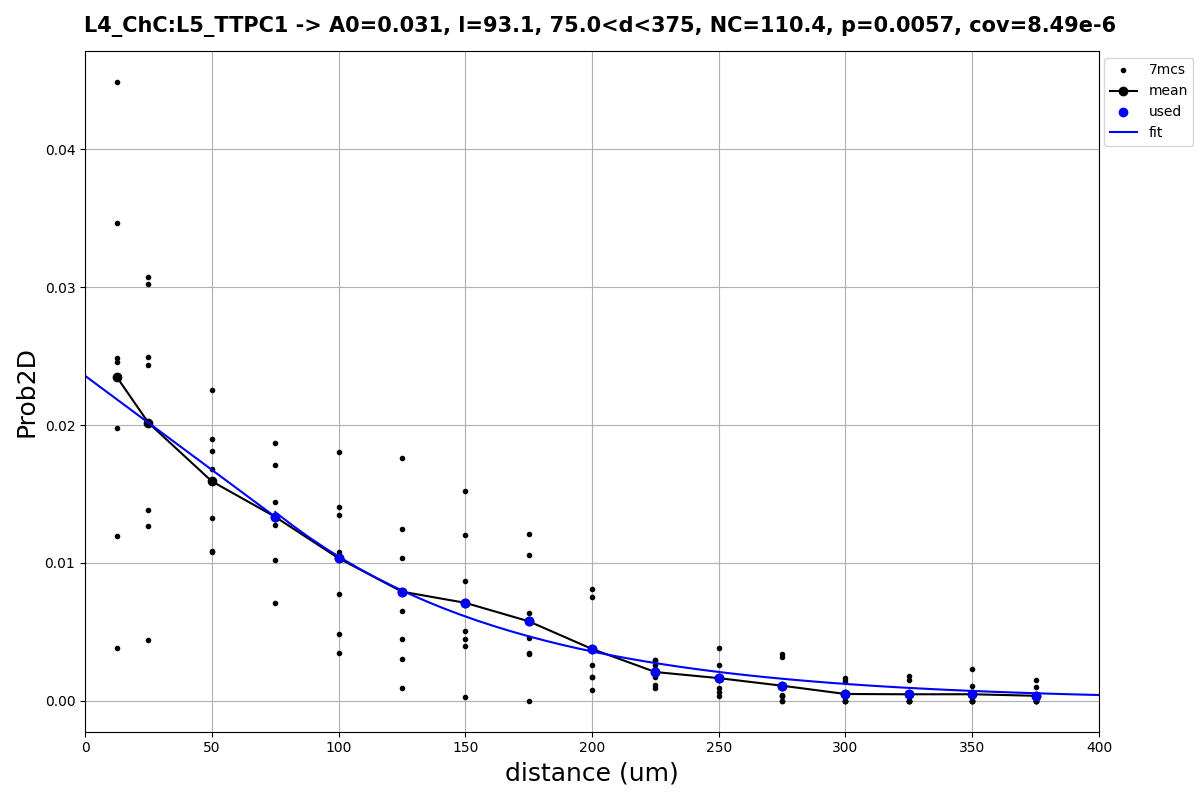 L4_ChC:L5_TTPC1 -> A0=0.031, l=93.1, 75.0<d<375, NC=110.4, p=0.0057, cov=8.49e-6
7mcs
mean
used
fit
Prob2D
0.04
0.03
0.02
0.01
0.00
0 50 100 150 200 250 300 350 400
distance (um)